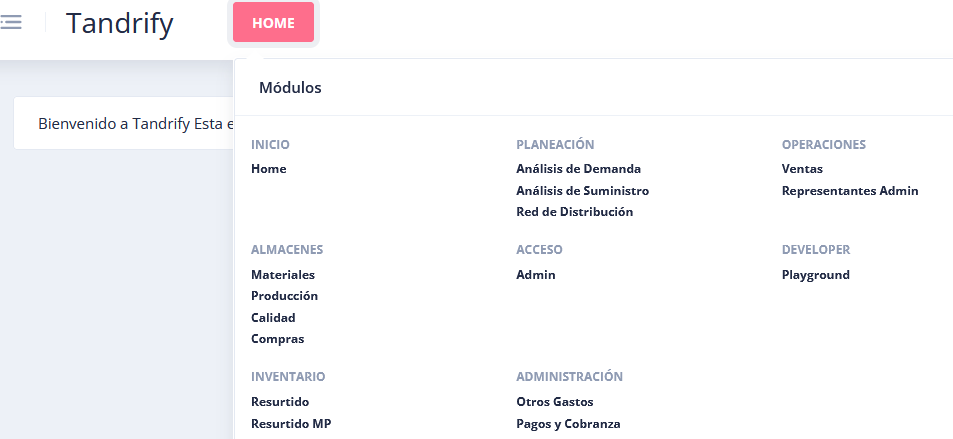 Tandrify
HOME
Módulos
Bienvenido a Tandrify Esta e
INICIO
Home
PLANEACIÓN
Análisis de Demanda
Análisis de Suministro
Red de Distribución
OPERACIONES
Ventas
Representantes Admin
ALMACENES
Materiales
Producción
Calidad
Compras
ACCESO
Admin
DEVELOPER
Playground
INVENTARIO
Resurtido
Resurtido MP
ADMINISTRACIÓN
Otros Gastos
Pagos y Cobranza